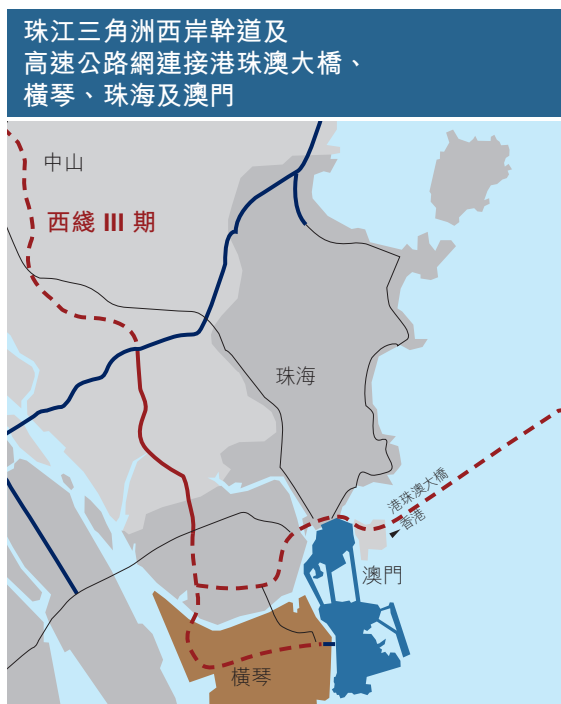 珠江三角洲西岸幹道及
高速公路網連接港珠澳大橋、
橫琴、珠海及澳門
中山
西綫 III 期
珠海
港珠澳大橋
香港
澳門
橫琴